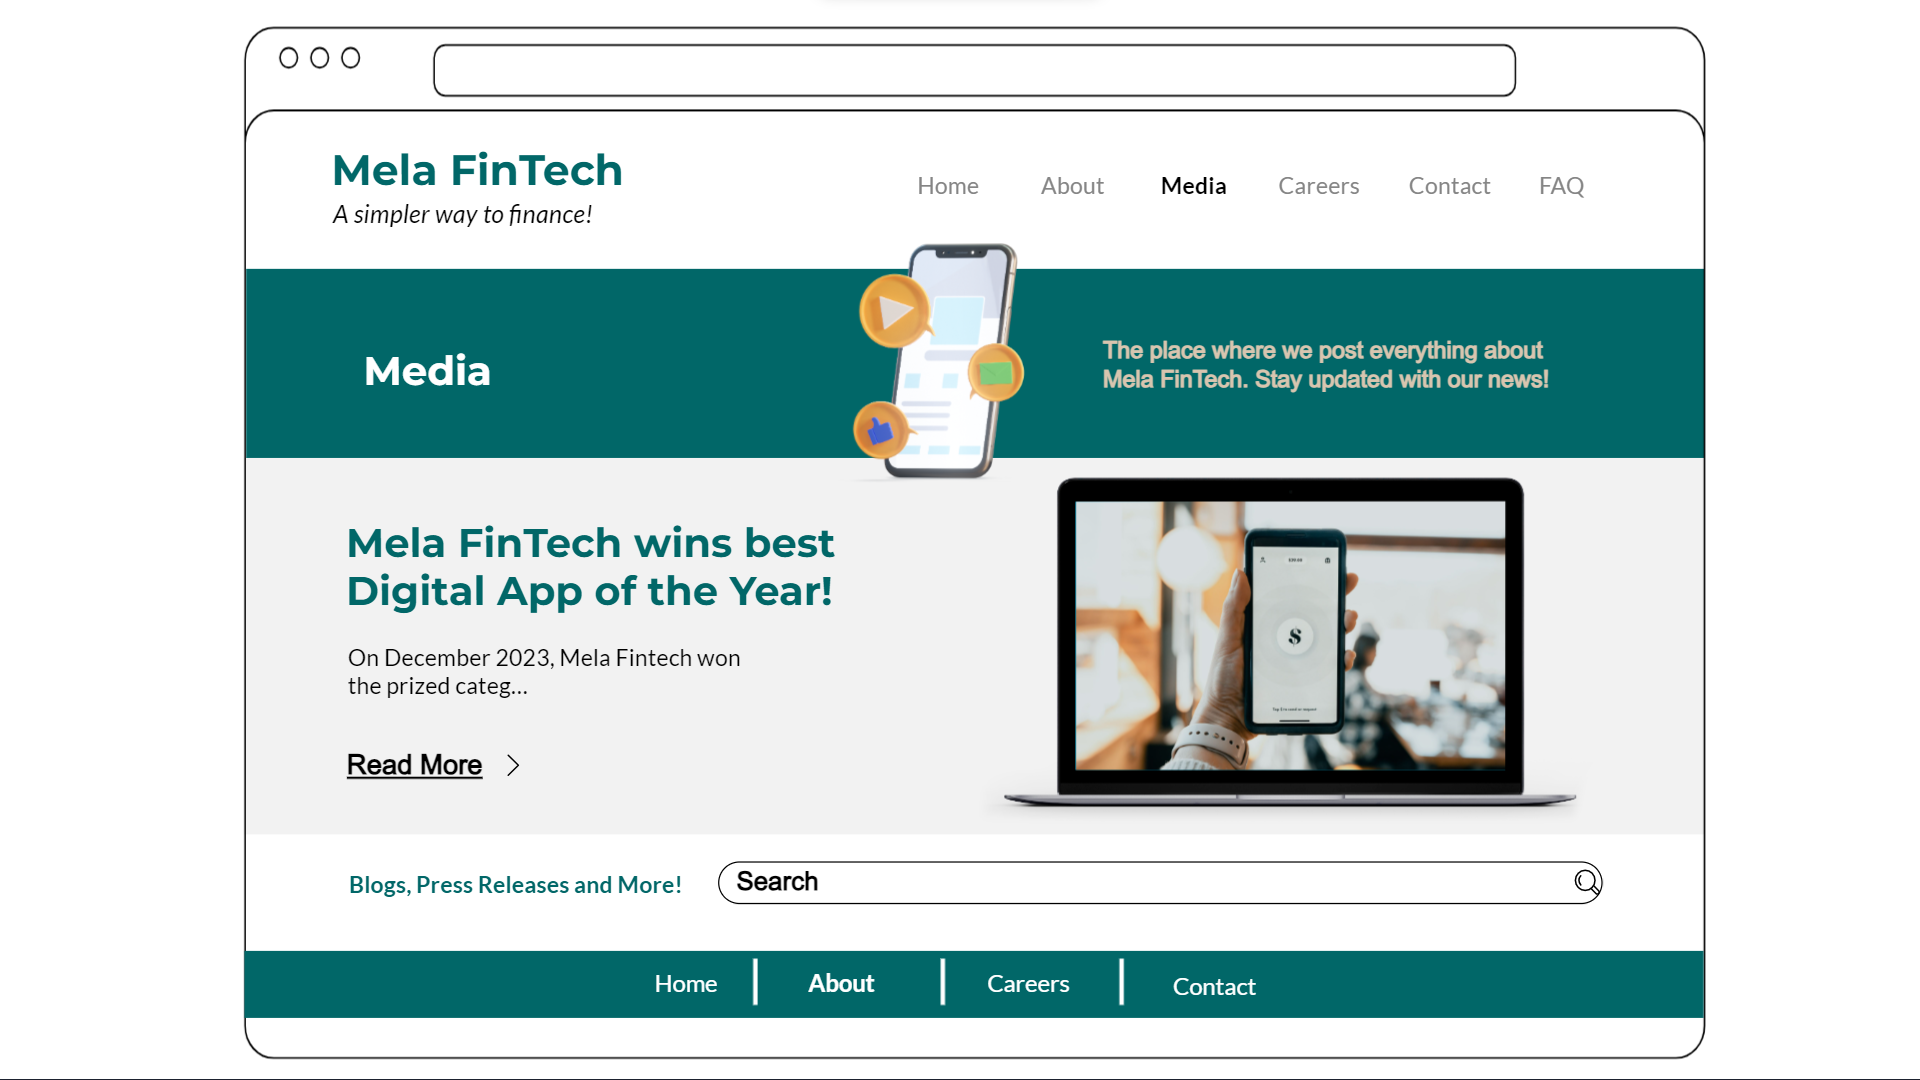 Mela FinTech
A simpler way to finance!
Home About Media Careers Contact FAQ
Media
The place where we post everything about
Mela FinTech. Stay updated with our news!
Mela FinTech wins best
Digital App of the Year!
On December 2023, Mela Fintech won
the prized categ...
Read More
$
Blogs, Press Releases and More!
Search
Home About Careers Contact